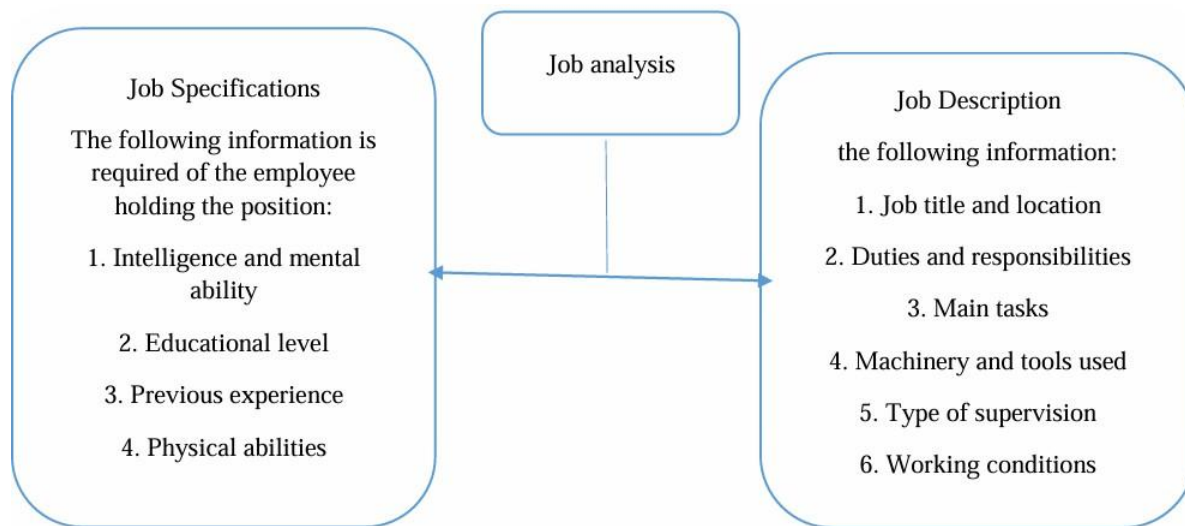 Job analysis
Job Specifications
The following information is
required of the employee
holding the position:
1. Intelligence and mental
ability
2. Educational level
3. Previous experience
4. Physical abilities
Job Description
the following information:
1. Job title and location
2. Duties and responsibilities
3. Main tasks
4. Machinery and tools used
5. Type of supervision
6. Working conditions